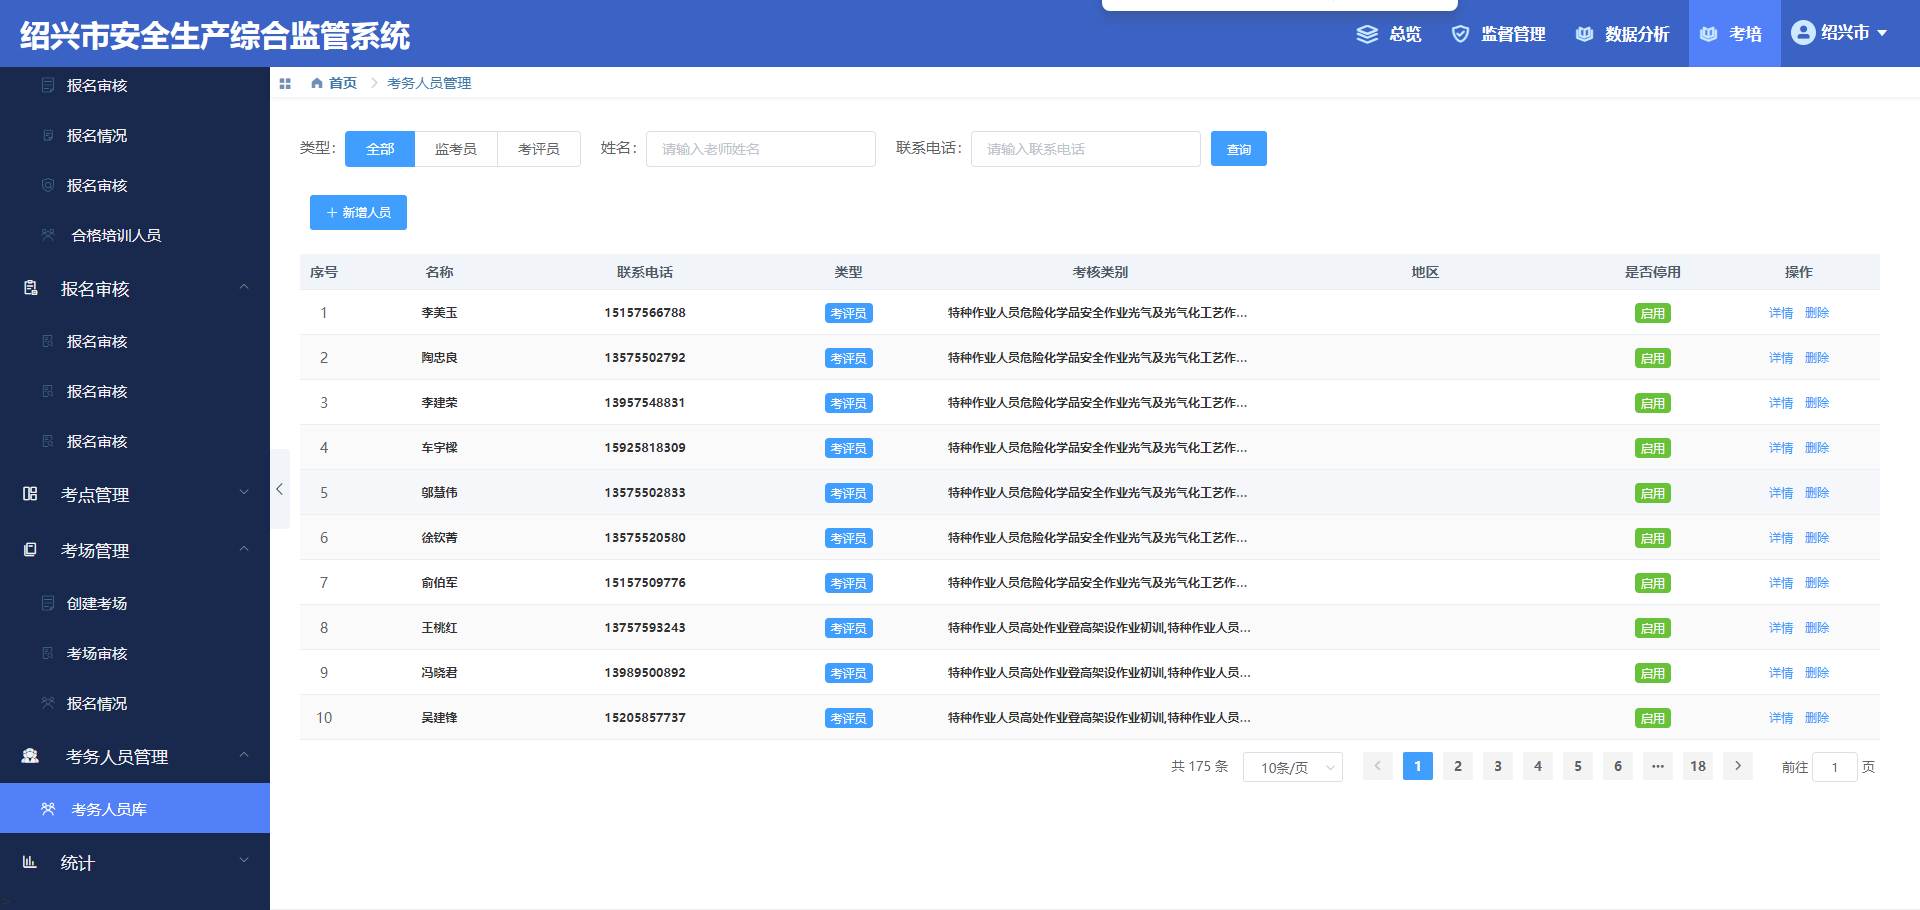 绍兴市安全生产综合监管系统
总览
监督管理
数据分析
考培
绍兴市
报名审核
报名情况
报名审核
合格培训人员
报名审核
报名审核
报名审核
报名审核
考点管理
考场管理
创建考场
考场审核
报名情况
考务人员管理
考务人员库
统计
首页 > 考务人员管理
类型: 全部 监考员 考评员 姓名: 请输入老师姓名 联系电话: 请输入联系电话 查询
+ 新增人员
序号 名称 联系电话 类型 考核类别 地区 是否停用 操作
1 李美玉 15157566788 考评员 特种作业人员危险化学品安全作业光气及光气化工艺作... 启用 详情 删除
2 陶忠良 13575502792 考评员 特种作业人员危险化学品安全作业光气及光气化工艺作... 启用 详情 删除
3 李建荣 13957548831 考评员 特种作业人员危险化学品安全作业光气及光气化工艺作... 启用 详情 删除
4 车宇樑 15925818309 考评员 特种作业人员危险化学品安全作业光气及光气化工艺作... 启用 详情 删除
5 邬慧伟 13575502833 考评员 特种作业人员危险化学品安全作业光气及光气化工艺作... 启用 详情 删除
6 徐钦菁 13575520580 考评员 特种作业人员危险化学品安全作业光气及光气化工艺作... 启用 详情 删除
7 俞伯军 15157509776 考评员 特种作业人员危险化学品安全作业光气及光气化工艺作... 启用 详情 删除
8 王桃红 13757593243 考评员 特种作业人员高处作业登高架设作业初训,特种作业人员... 启用 详情 删除
9 冯晓君 13989500892 考评员 特种作业人员高处作业登高架设作业初训,特种作业人员... 启用 详情 删除
10 吴建锋 15205857737 考评员 特种作业人员高处作业登高架设作业初训,特种作业人员... 启用 详情 删除
共 175 条 10条/页 < 1 2 3 4 5 6 ... 18 > 前往 1 页